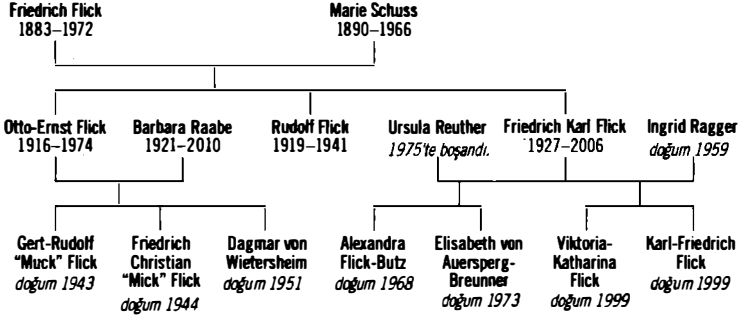 Friedrich Flick
1883–1972
Marie Schuss
1890–1966
Otto-Ernst Flick
1916–1974
Barbara Raabe
1921–2010
Rudolf Flick
1919–1941
Ursula Reuther
1975'te boşandı.
Friedrich Karl Flick
1927–2006
Ingrid Ragger
doğum 1959
Gert-Rudolf
"Muck" Flick
doğum 1943
Friedrich
Christian
"Mick" Flick
doğum 1944
Dagmar von
Wietersheim
doğum 1951
Alexandra
Flick-Butz
doğum 1968
Elisabeth von
Auersperg-
Breunner
doğum 1973
Viktoria-
Katharina
Flick
doğum 1999
Karl-Friedrich
Flick
doğum 1999